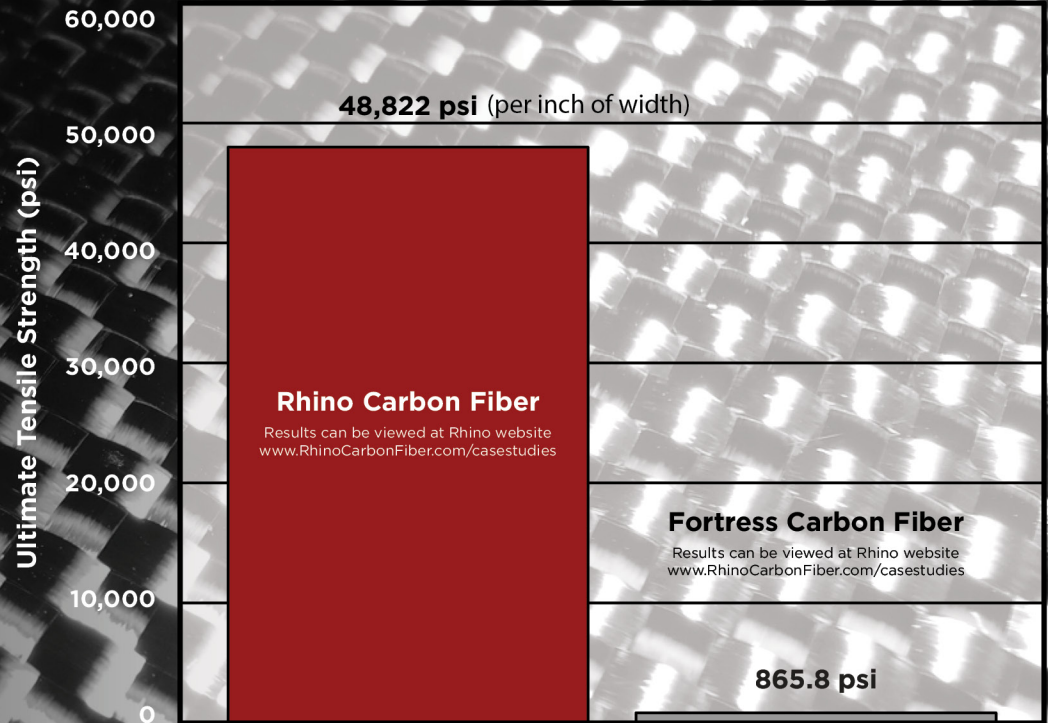 Ultimate Tensile Strength (psi)
60,000
50,000
40,000
30,000
20,000
10,000
0
48,822 psi (per inch of width)
Rhino Carbon Fiber
Results can be viewed at Rhino website
www.RhinoCarbonFiber.com/casestudies
Fortress Carbon Fiber
Results can be viewed at Rhino website
www.RhinoCarbonFiber.com/casestudies
865.8 psi